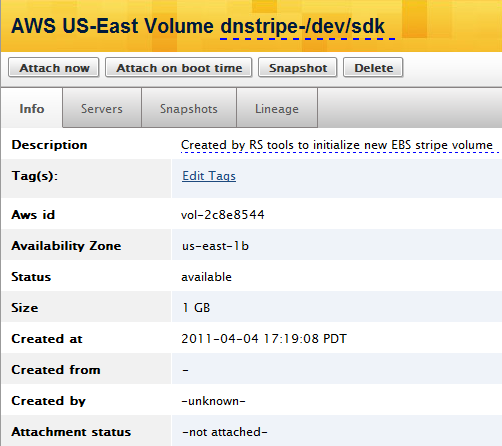 AWS US-East Volume dnstripe-/dev/sdk
Attach now Attach on boot time Snapshot Delete
Info Servers Snapshots Lineage
Description Created by RS tools to initialize new EBS stripe volume
Tag(s): Edit Tags
Aws id vol-2c8e8544
Availability Zone us-east-1b
Status available
Size 1 GB
Created at 2011-04-04 17:19:08 PDT
Created from -
Created by -unknown-
Attachment status -not attached-